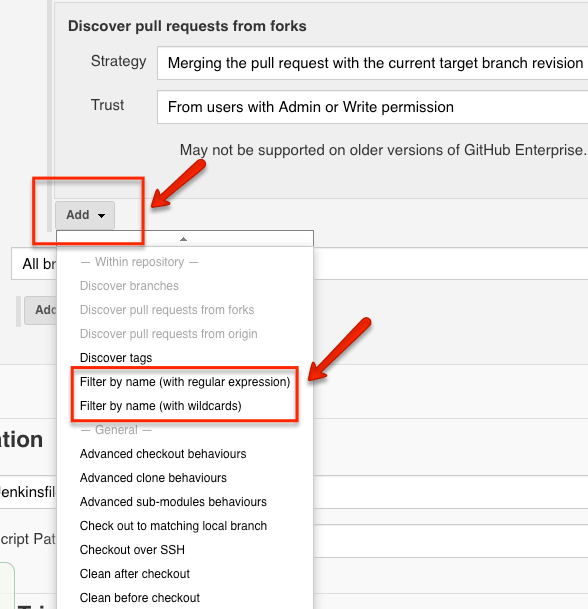 Discover pull requests from forks
Strategy
Merging the pull request with the current target branch revision
Trust
From users with Admin or Write permission
May not be supported on older versions of GitHub Enterprise.
Add
All br
Add
— Within repository —
Discover branches
Discover pull requests from forks
Discover pull requests from origin
Discover tags
Filter by name (with regular expression)
Filter by name (with wildcards)
— General —
ation
Advanced checkout behaviours
Advanced clone behaviours
enkinsfil
Advanced sub-modules behaviours
Check out to matching local branch
cript Pat
Checkout over SSH
Clean after checkout
Clean before checkout